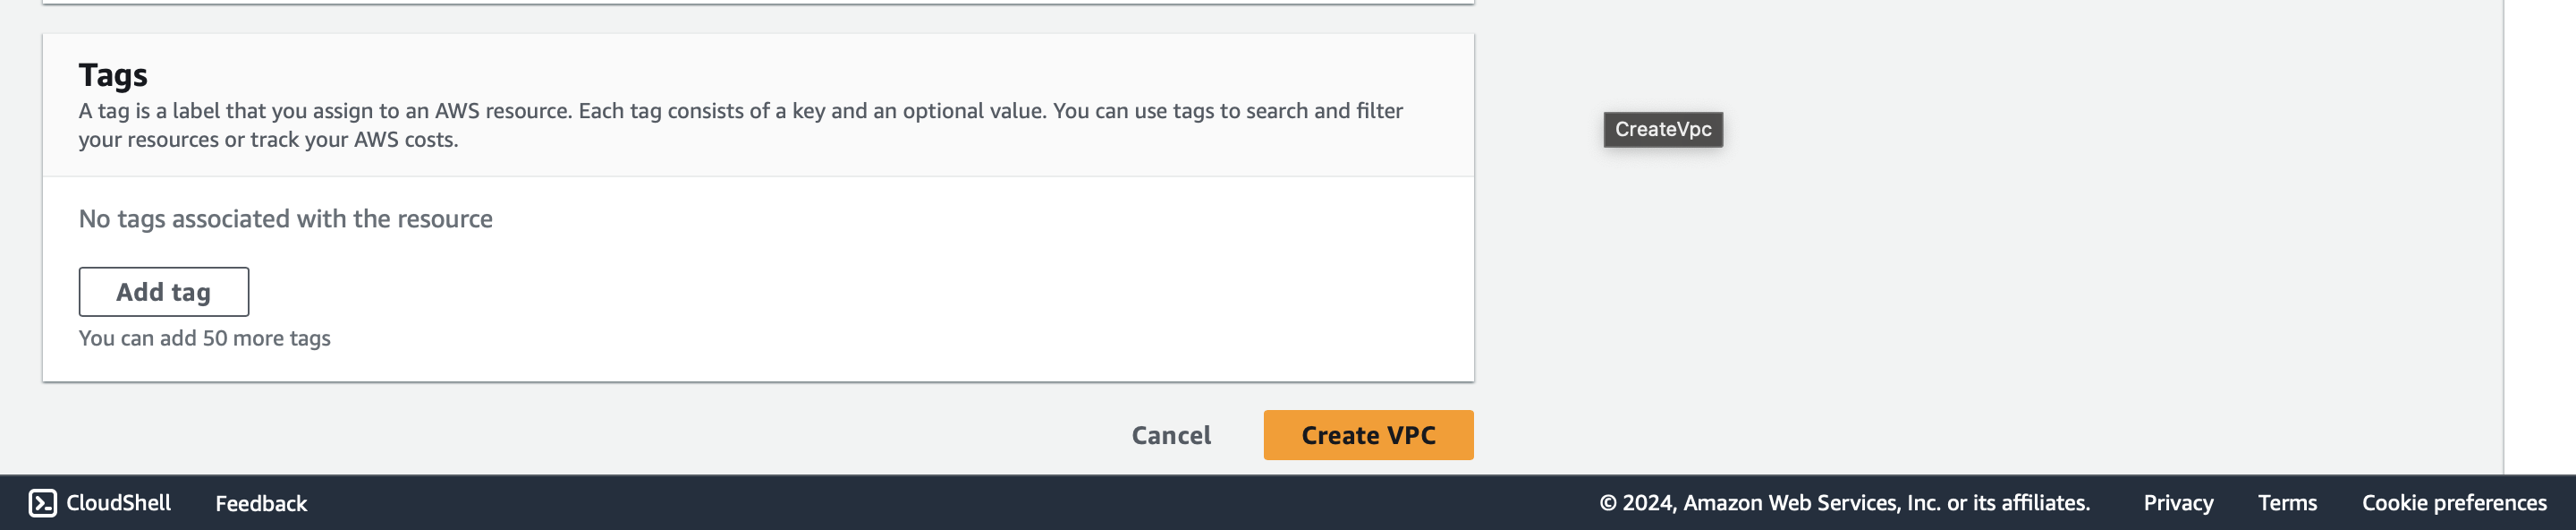 Tags
A tag is a label that you assign to an AWS resource. Each tag consists of a key and an optional value. You can use tags to search and filter
your resources or track your AWS costs.
CreateVpc
No tags associated with the resource
Add tag
You can add 50 more tags
Cancel
Create VPC
CloudShell
Feedback
© 2024, Amazon Web Services, Inc. or its affiliates.
Privacy
Terms
Cookie preferences